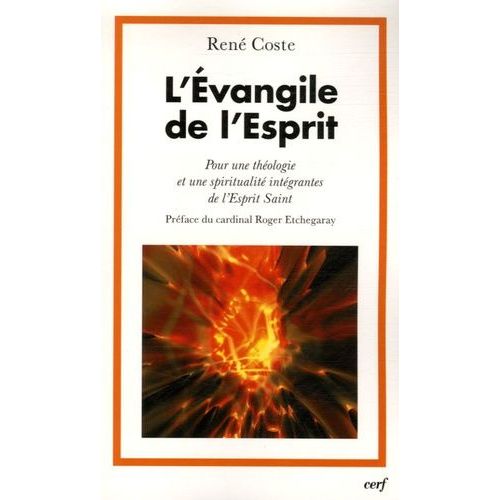 René Coste
L'Évangile
de l'Esprit
Pour une théologie
et une spiritualité intégrantes
de l'Esprit Saint
Préface du cardinal Roger Etchegaray
cerf